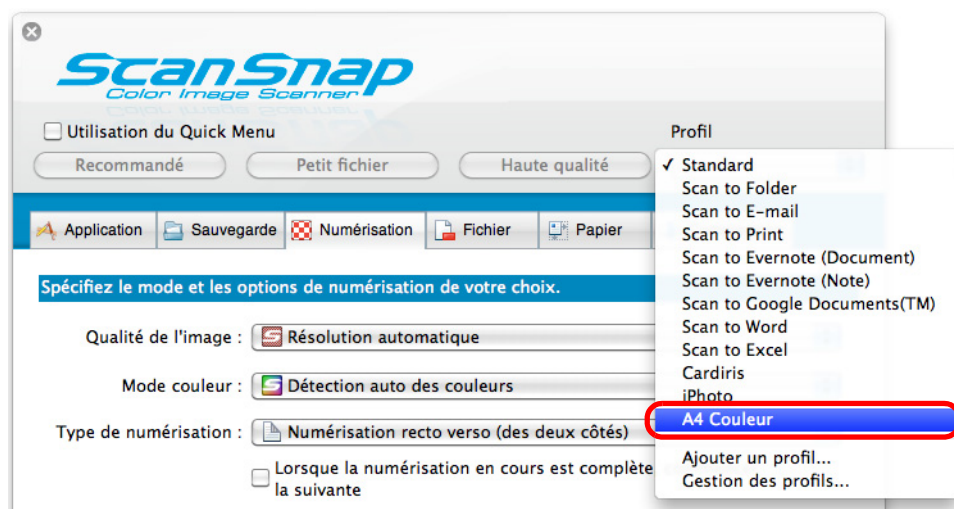 ScanSnap
Color Image Scanner
Utilisation du Quick Menu
Profil
Recommandé
Petit fichier
Haute qualité
✓ Standard
Scan to Folder
Scan to E-mail
Scan to Print
Scan to Evernote (Document)
Scan to Evernote (Note)
Scan to Google Documents(TM)
Scan to Word
Scan to Excel
Cardiris
iPhoto
A4 Couleur
Ajouter un profil...
Gestion des profils...
Application
Sauvegarde
Numérisation
Fichier
Papier
Spécifiez le mode et les options de numérisation de votre choix.
Qualité de l'image : Résolution automatique
Mode couleur : Détection auto des couleurs
Type de numérisation : Numérisation recto verso (des deux côtés)
Lorsque la numérisation en cours est complète
la suivante